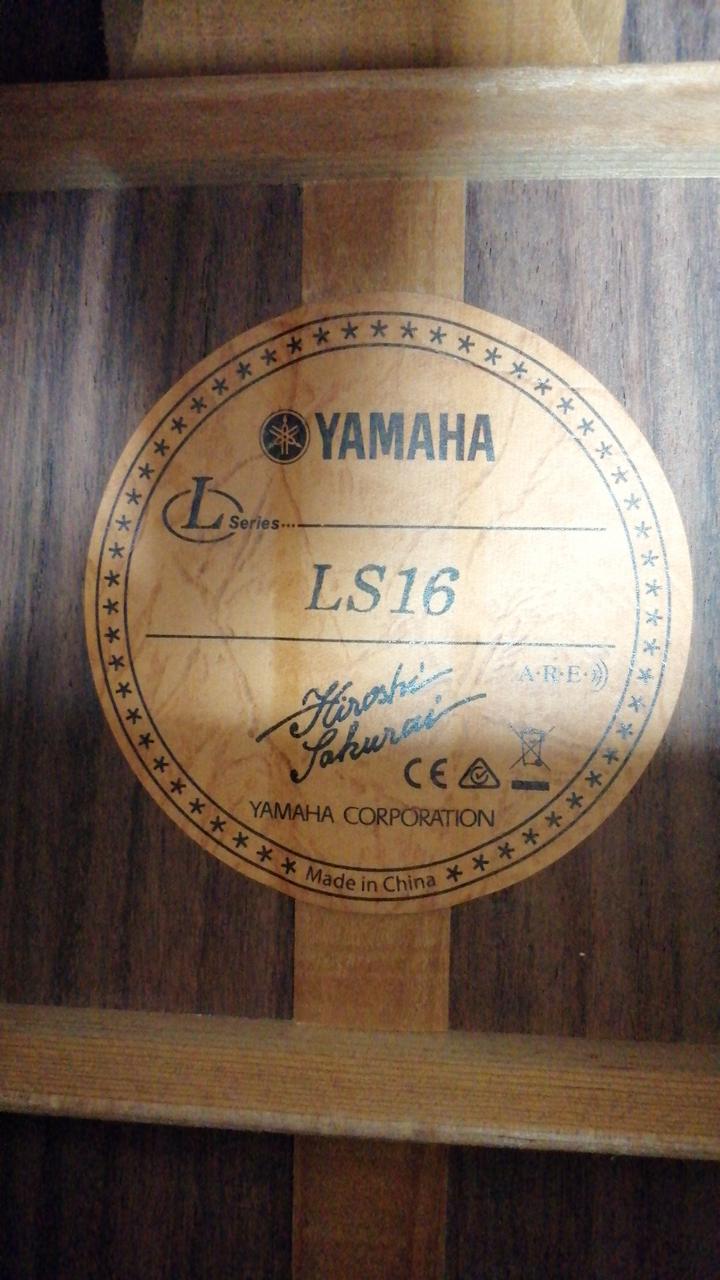 YAMAHA
L Series...
LS16
A·R·E·
Hiroshi
Sakurai
CE
YAMAHA CORPORATION
Made in China